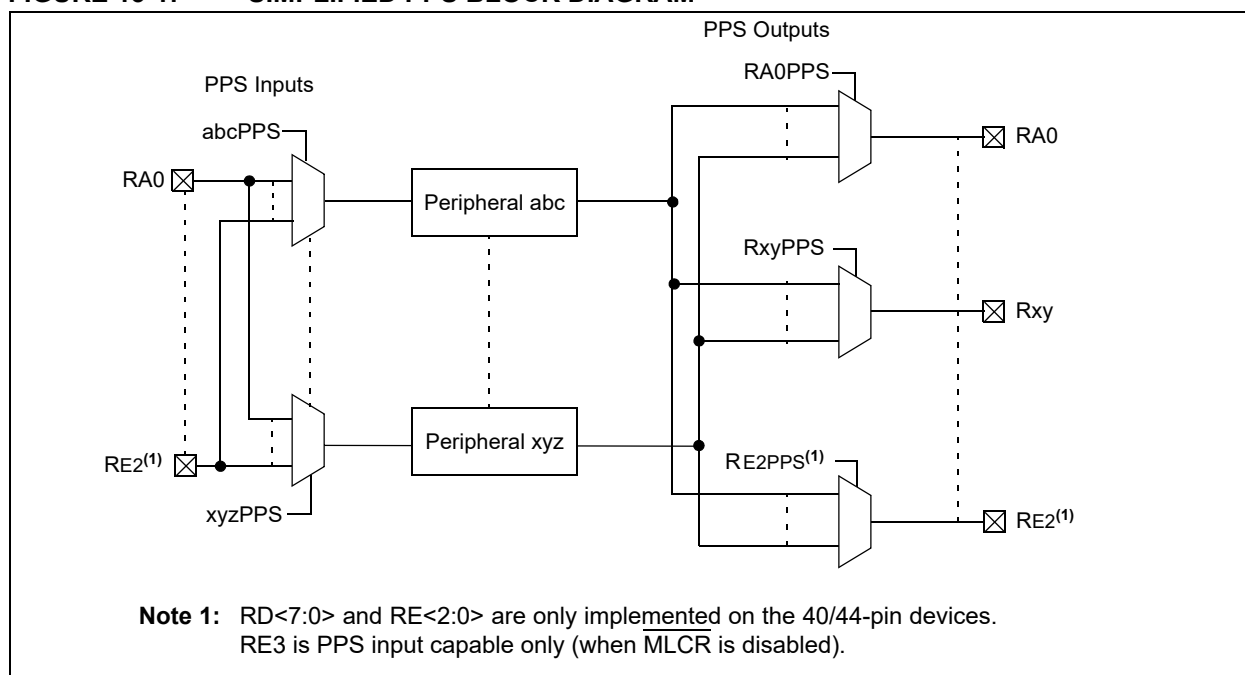 PPS Outputs
RA0PPS
PPS Inputs
abcPPS
RA0
RA0
Peripheral abc
RxyPPS
Rxy
Peripheral xyz
RE2(1)
RE2PPS(1)
xyzPPS
RE2(1)
Note 1: RD<7:0> and RE<2:0> are only implemented on the 40/44-pin devices.
RE3 is PPS input capable only (when MLCR is disabled).